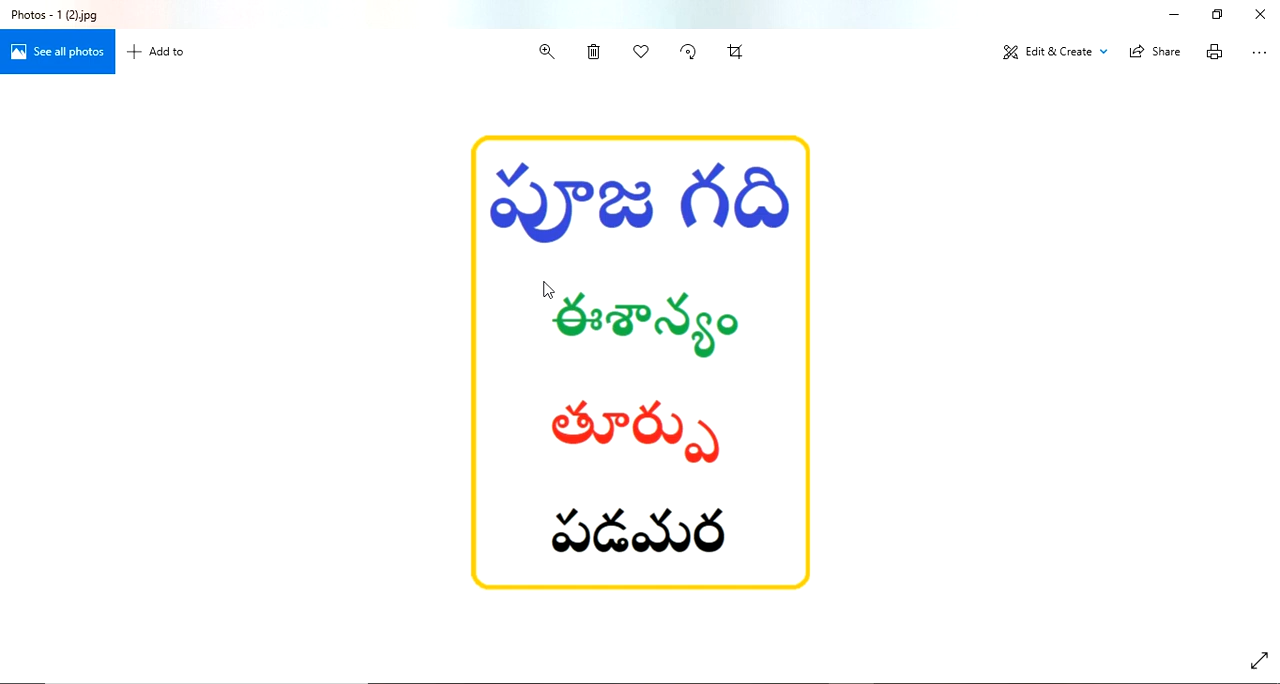 Photos - 1 (2).jpg
See all photos
Add to
Edit & Create
Share
పూజ గది
ఈశాన్యం
తూర్పు
పడమర